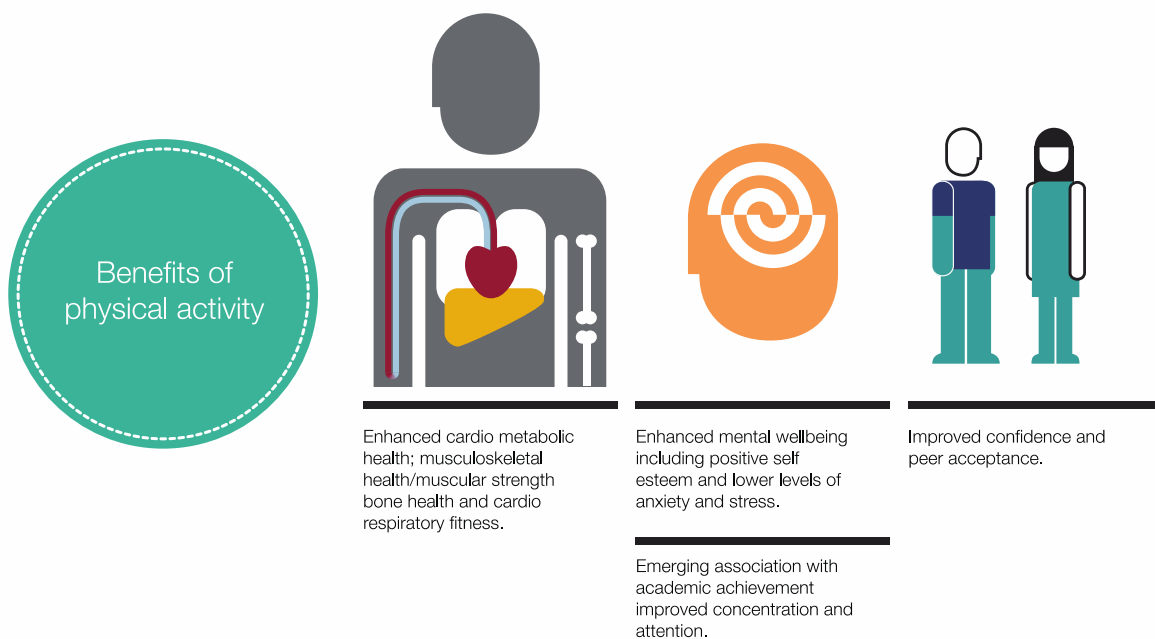 Benefits of
physical activity
Enhanced cardio metabolic
health; musculoskeletal
health/muscular strength
bone health and cardio
respiratory fitness.
Enhanced mental wellbeing
including positive self
esteem and lower levels of
anxiety and stress.
Emerging association with
academic achievement
improved concentration and
attention.
Improved confidence and
peer acceptance.